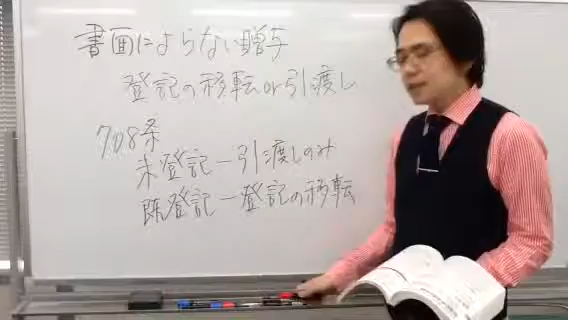 書面によらない贈与
登記の移転or引渡し
708条
未登記ー引渡しのみ
既登記ー登記の移転